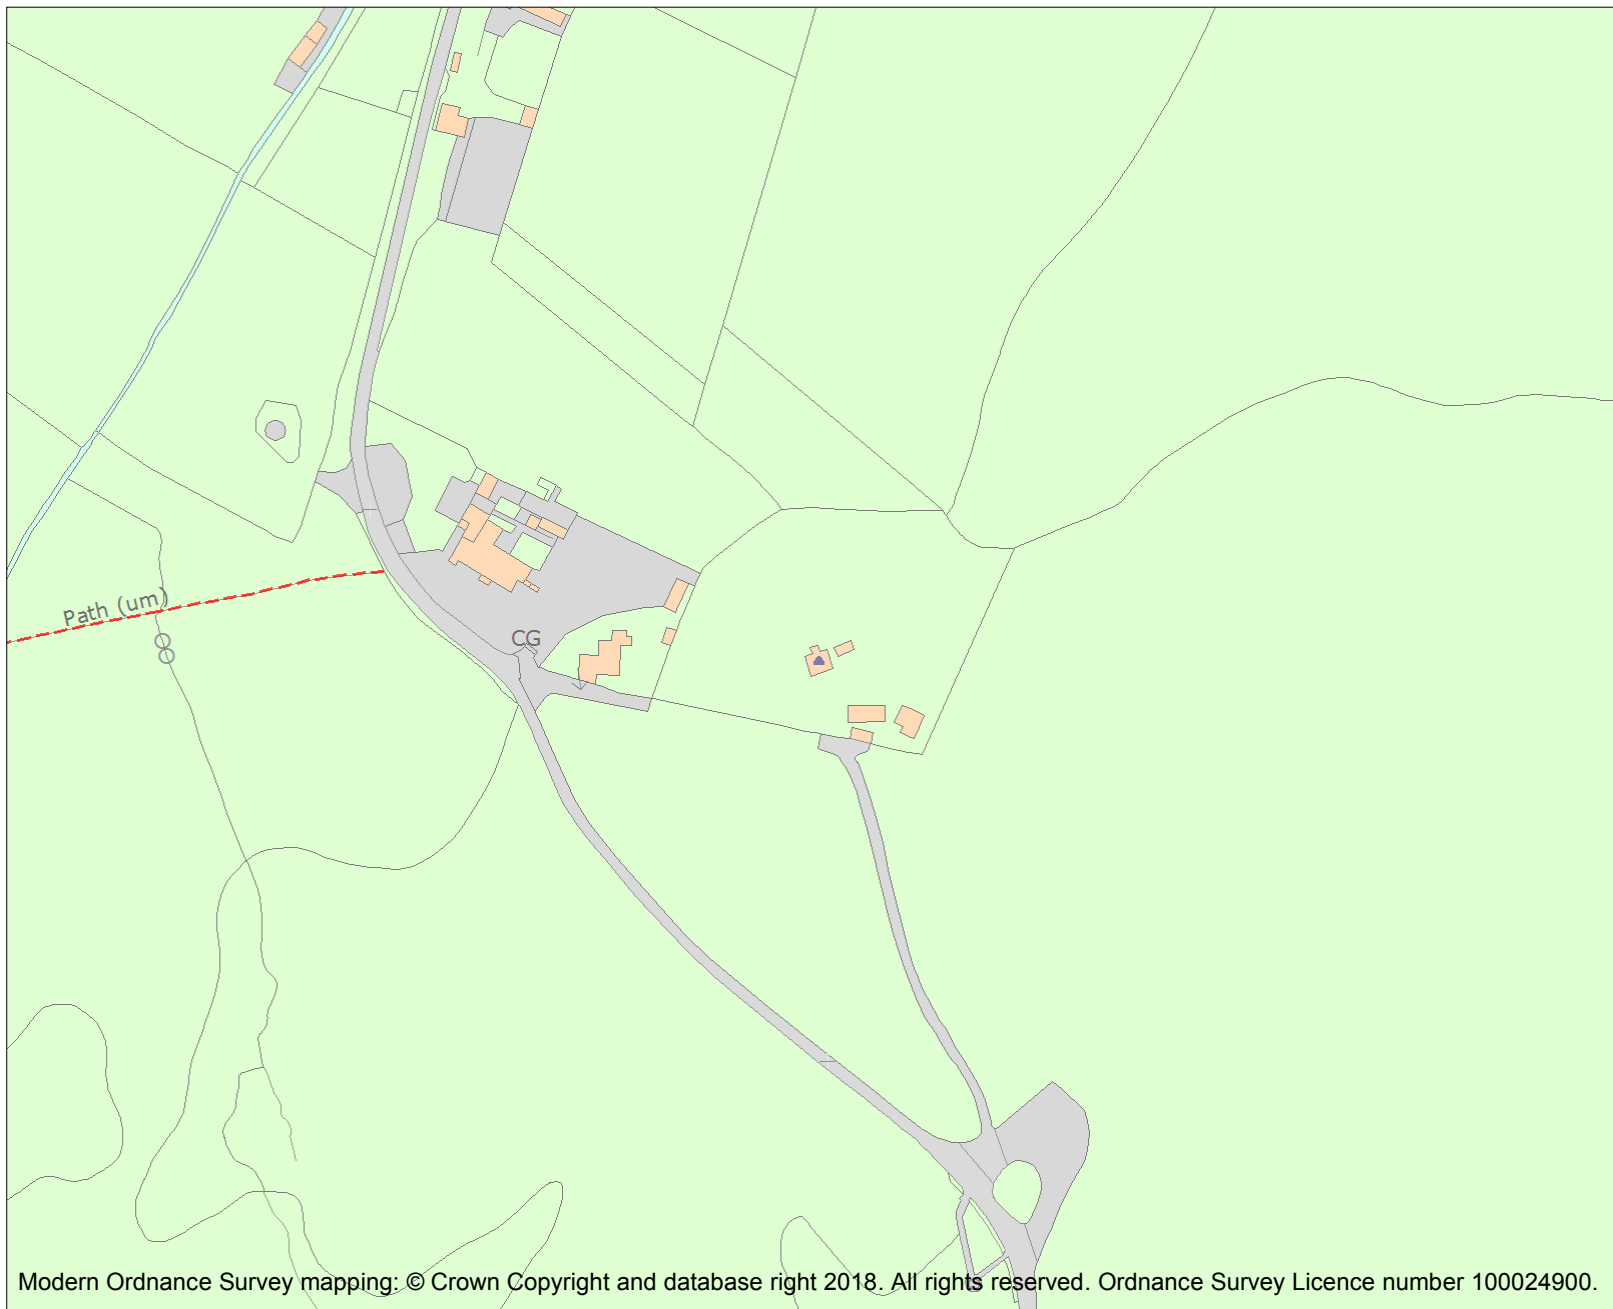 Path (um)
CG
Modern Ordnance Survey mapping: © Crown Copyright and database right 2018. All rights reserved. Ordnance Survey Licence number 100024900.